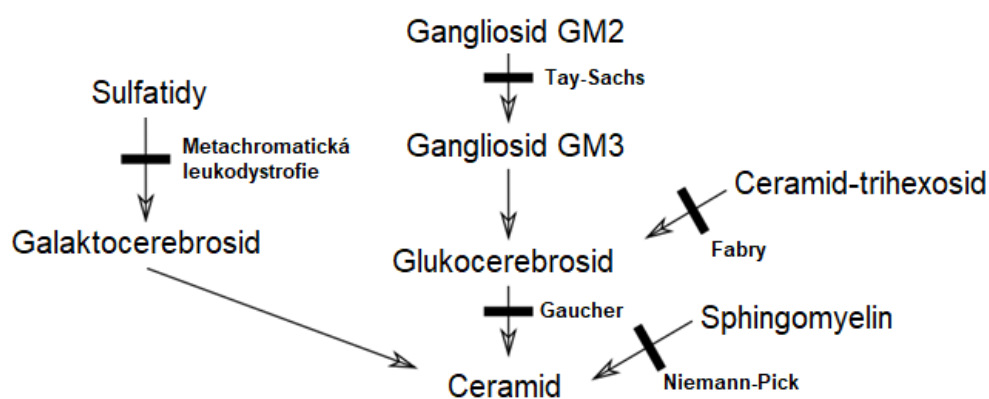 Gangliosid GM2
Tay-Sachs
Sulfatidy
Metachromatická
leukodystrofie
Gangliosid GM3
Ceramid-trihexosid
Fabry
Galaktocerebrosid
Glukocerebrosid
Gaucher
Sphingomyelin
Niemann-Pick
Ceramid